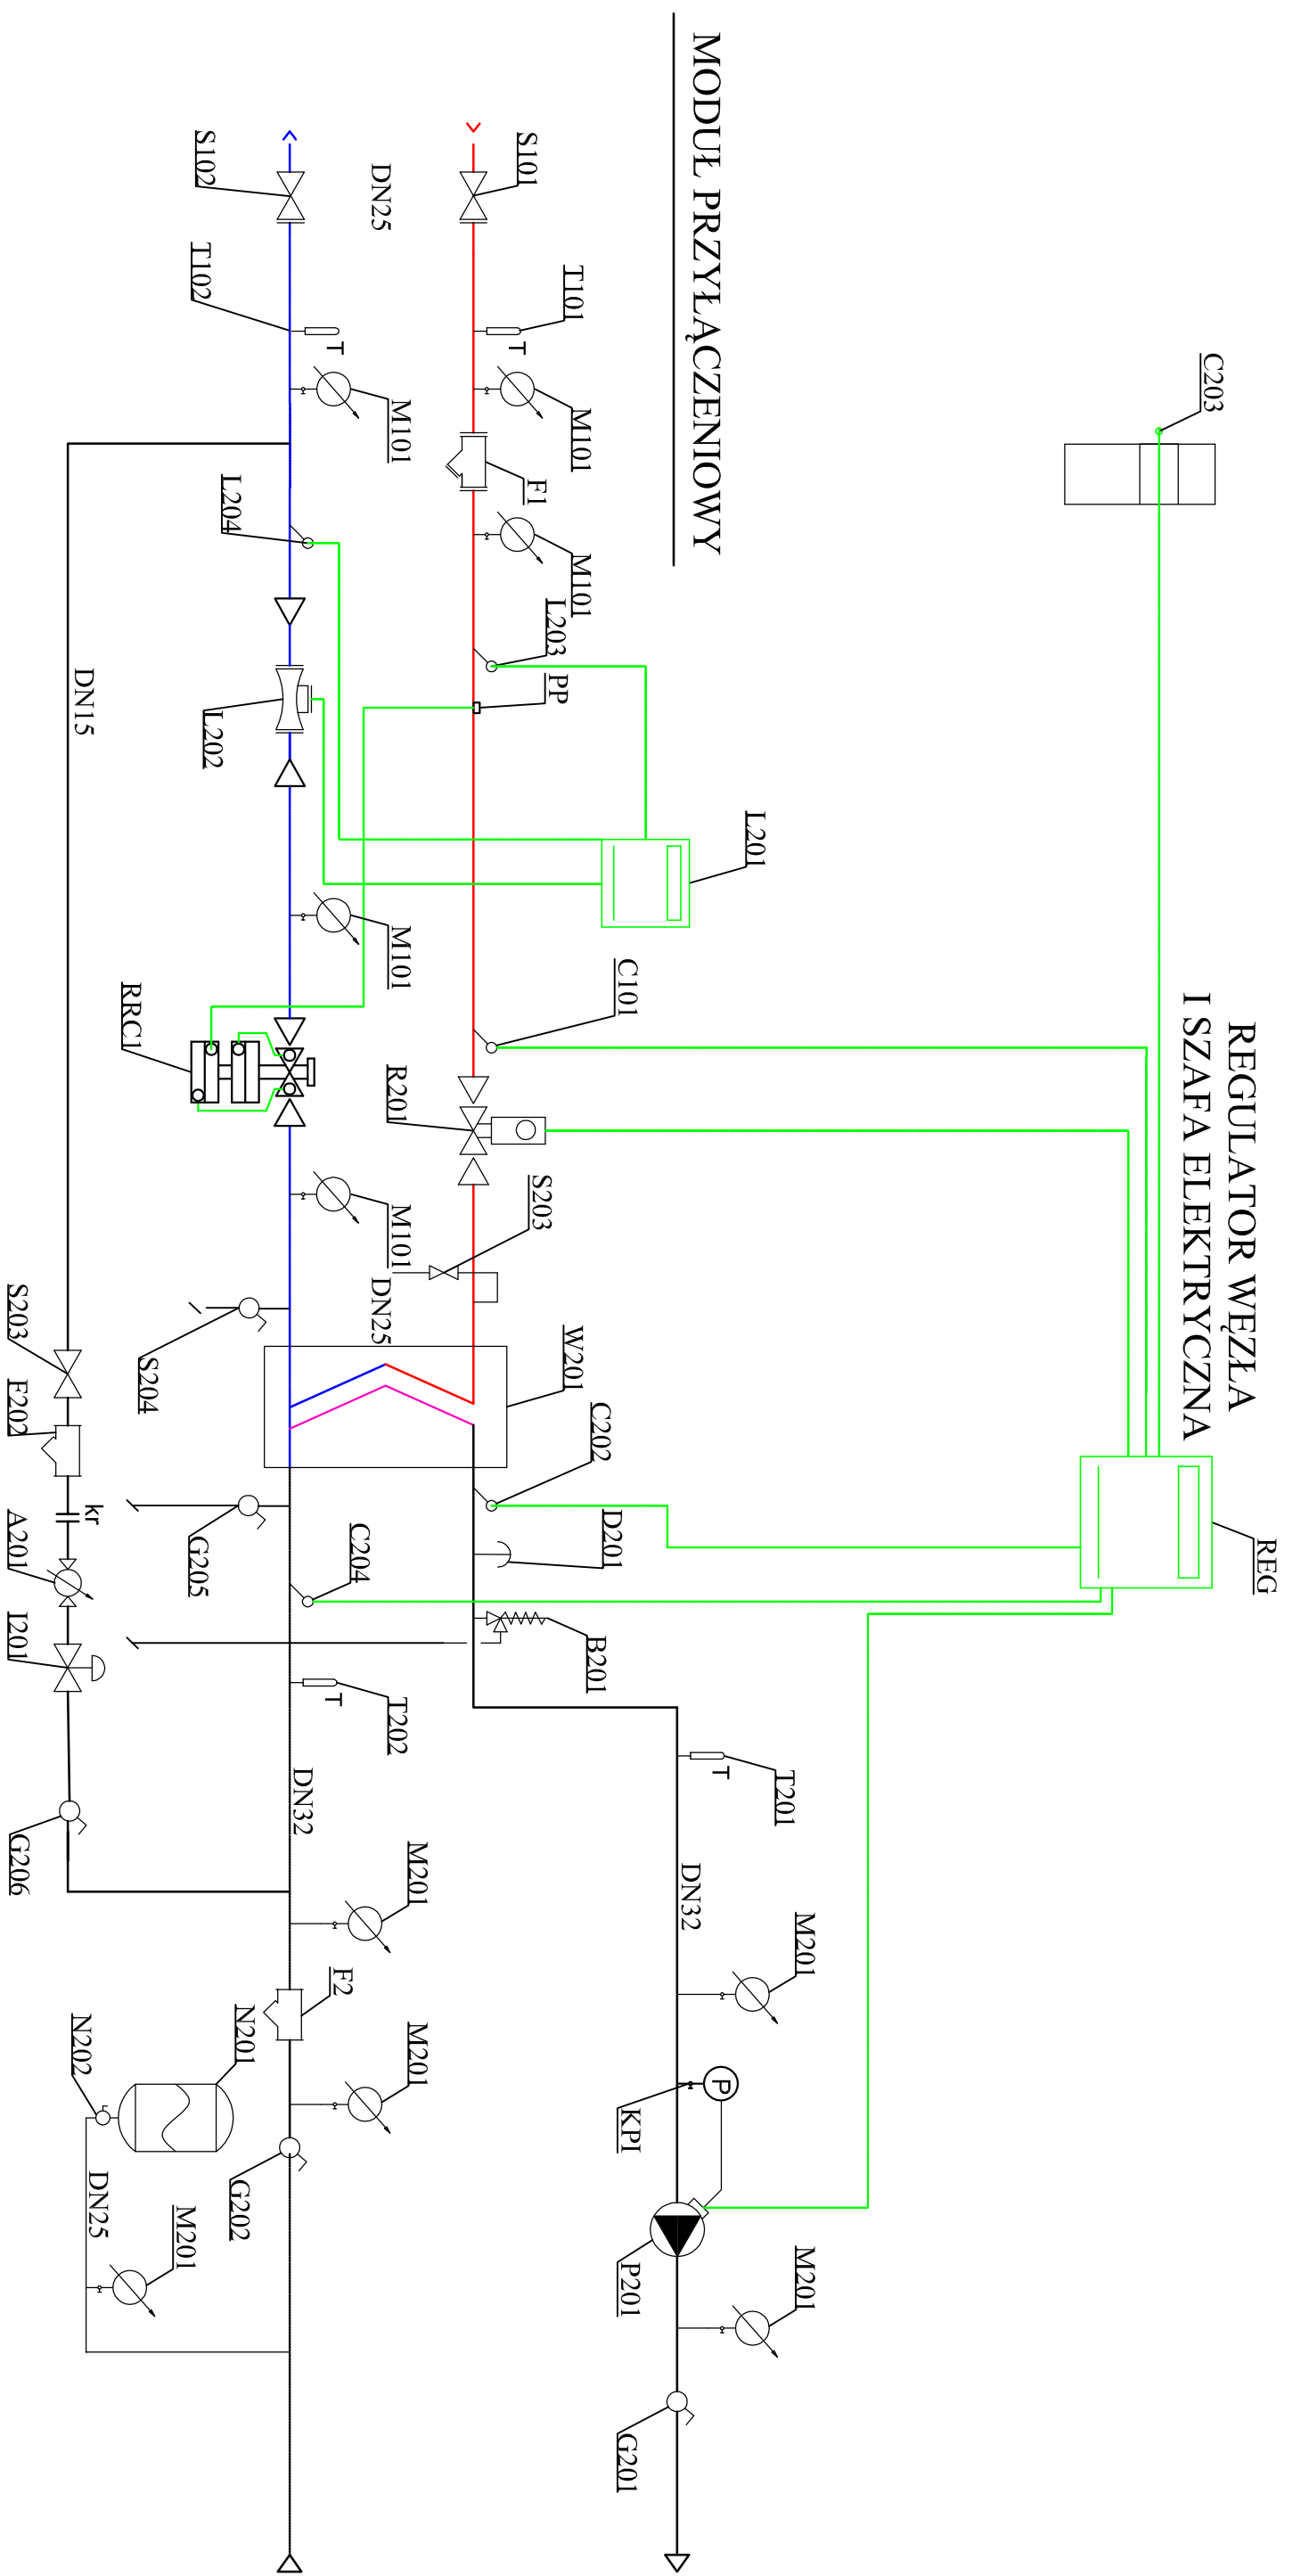 REGULATOR WĘZŁA
I SZAFA ELEKTRYCZNA
REG
C203
MODUŁ PRZYŁĄCZENIOWY
L201
T201
T
M201
M201
DN32
P
KPI
P201
G201
S101
T101
T
M101
F1
M101
L203
PP
C101
R201
S203
W201
C202
D201
B201
DN25
DN25
S102
T102
T
M101
L204
L202
M101
RRC1
M101
S204
G205
C204
T202
T
DN32
M201
F2
M201
G202
N201
N202
DN25
M201
DN15
S203
F202
kr
A201
I201
G206